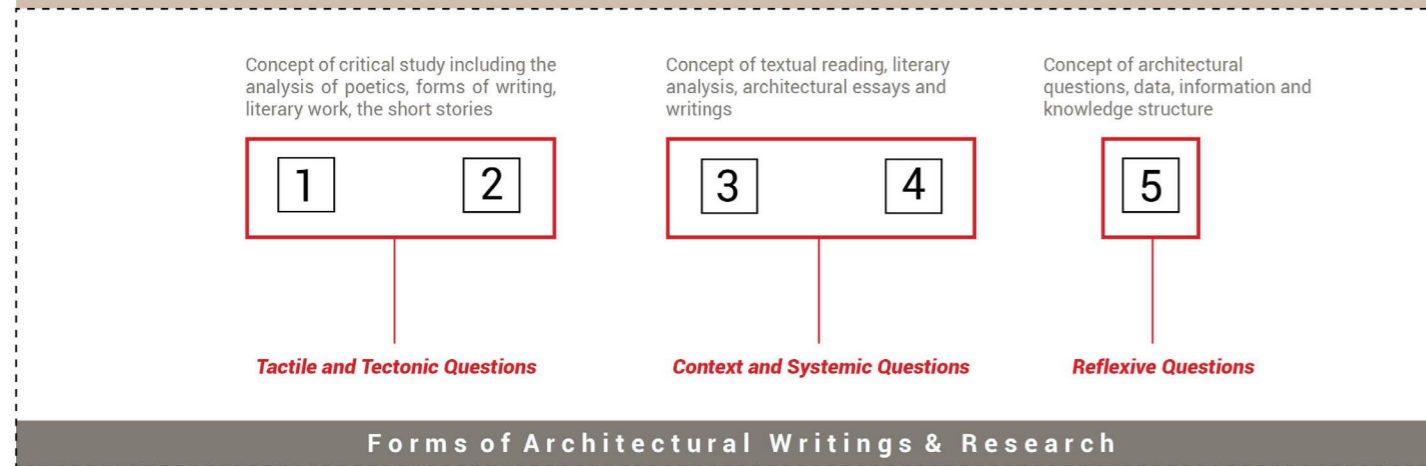 Concept of critical study including the
analysis of poetics, forms of writing,
literary work, the short stories
Concept of textual reading, literary
analysis, architectural essays and
writings
Concept of architectural
questions, data, information and
knowledge structure
1
2
3
4
5
Tactile and Tectonic Questions
Context and Systemic Questions
Reflexive Questions
Forms of Architectural Writings & Research